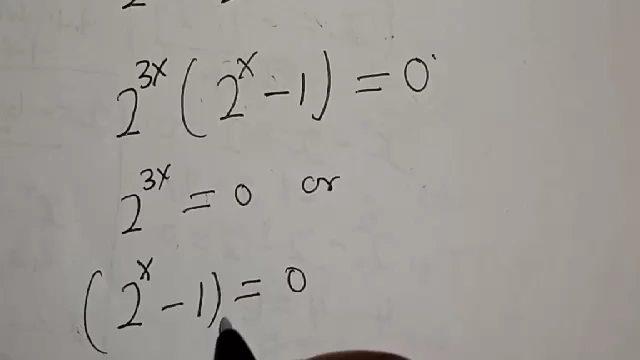 2^{3x} (2^x - 1) = 0
2^{3x} = 0 or
(2^x - 1) = 0